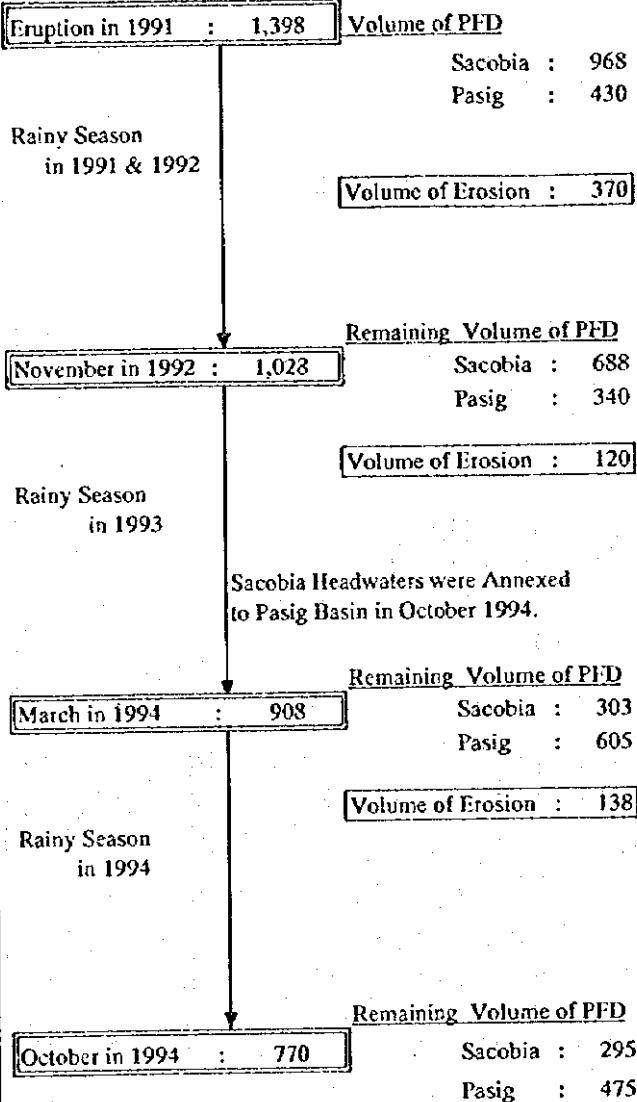 Eruption in 1991 : 1,398 Volume of PFD
Sacobia : 968
Pasig : 430
Rainy Season
in 1991 & 1992
Volume of Erosion : 370
Remaining Volume of PFD
November in 1992 : 1,028 Sacobia : 688
Pasig : 340
Volume of Erosion : 120
Rainy Season
in 1993
Sacobia Headwaters were Annexed
to Pasig Basin in October 1994.
Remaining Volume of PFD
March in 1994 : 908 Sacobia : 303
Pasig : 605
Volume of Erosion : 138
Rainy Season
in 1994
Remaining Volume of PFD
October in 1994 : 770 Sacobia : 295
Pasig : 475